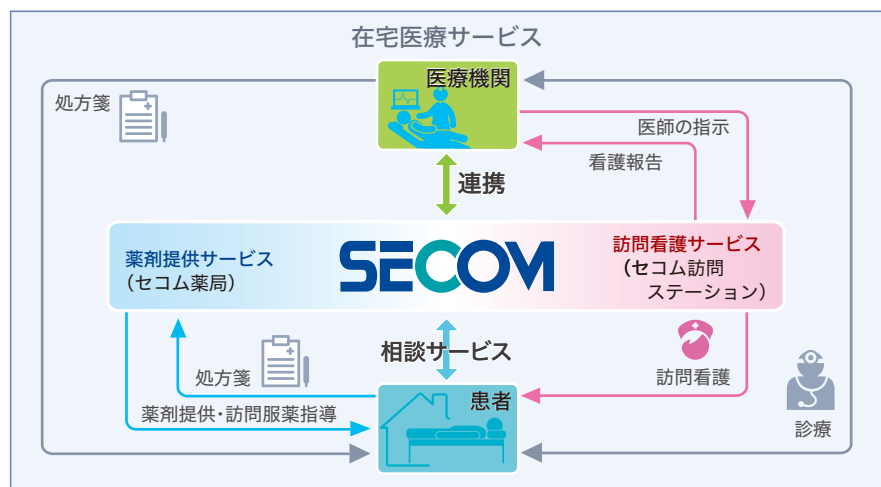 在宅医療サービス
医療機関
処方箋
医師の指示
看護報告
連携
薬剤提供サービス
（セコム薬局）
SECOM
訪問看護サービス
（セコム訪問
ステーション）
相談サービス
処方箋
訪問看護
患者
薬剤提供・訪問服薬指導
診療